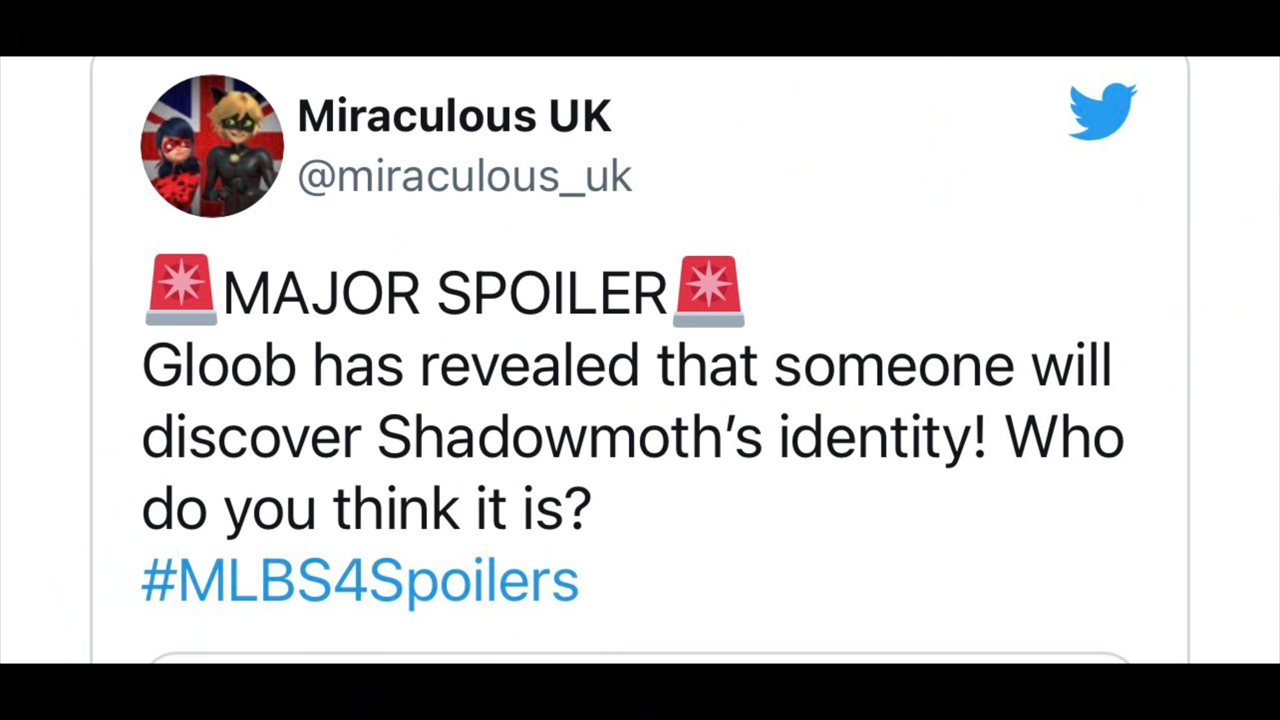 Miraculous UK
@miraculous_uk
🚨MAJOR SPOILER🚨
Gloob has revealed that someone will
discover Shadowmoth’s identity! Who
do you think it is?
#MLBS4Spoilers